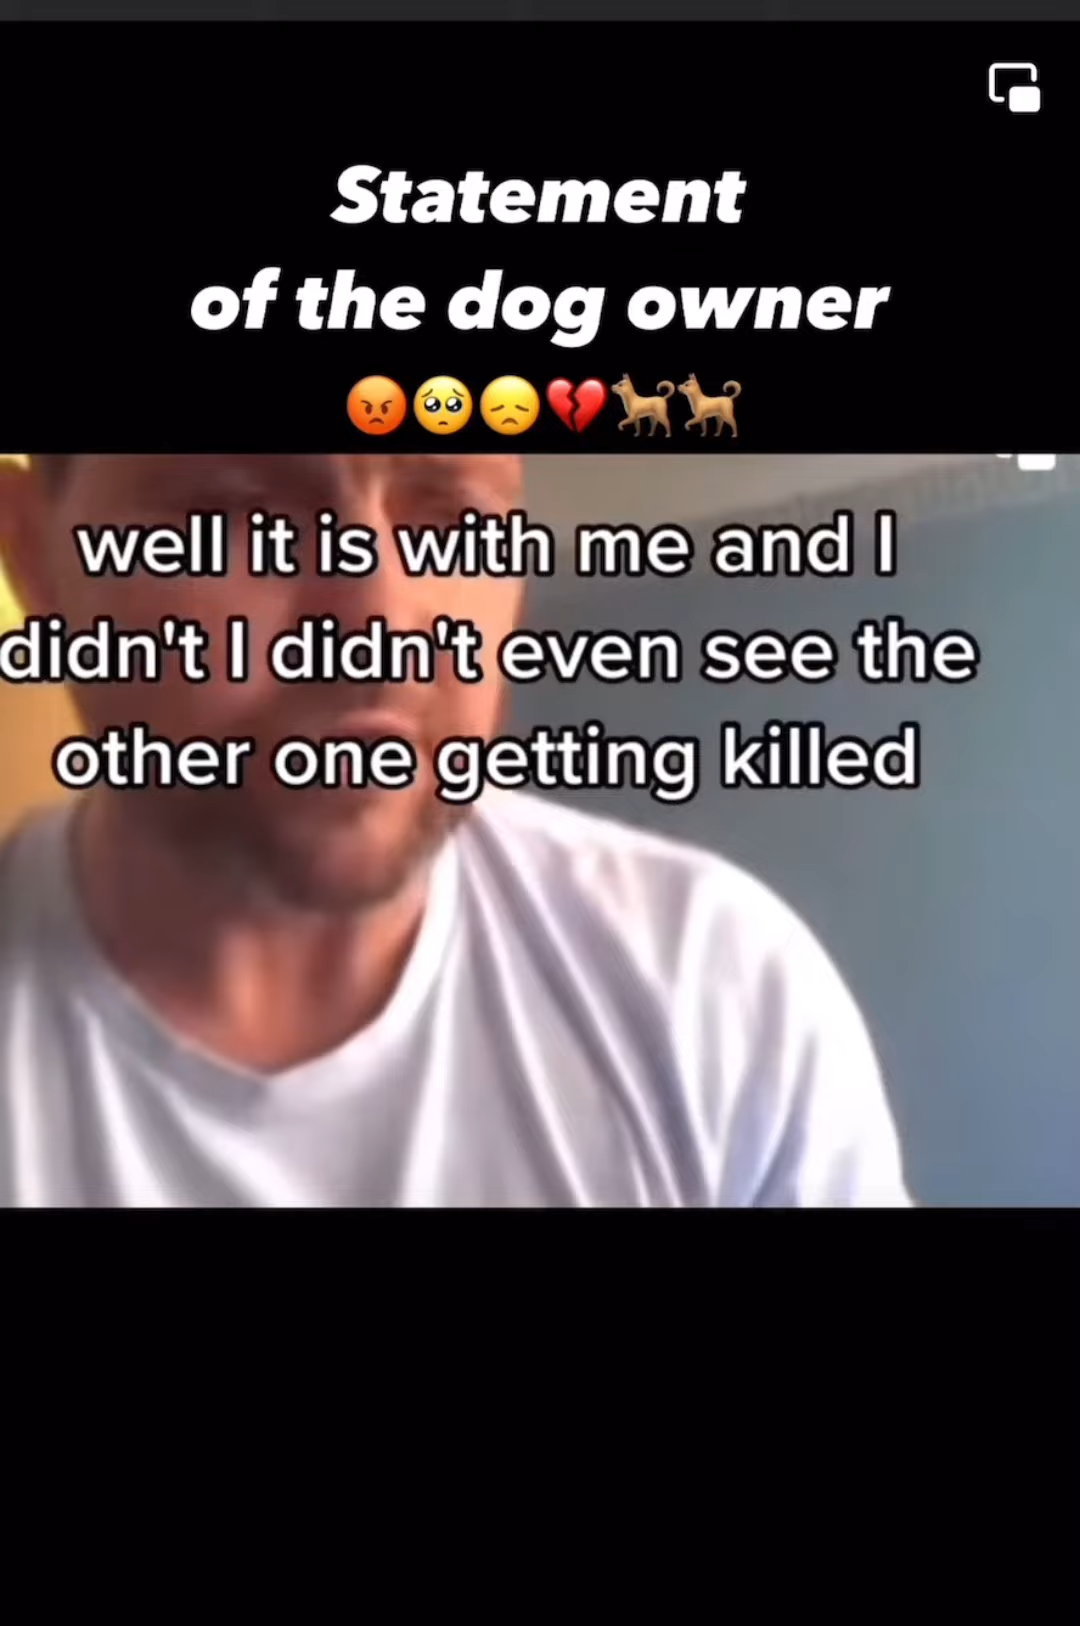 Statement
of the dog owner
😡🥺😞💔🐕🐕
well it is with me and I
didn't I didn't even see the
other one getting killed